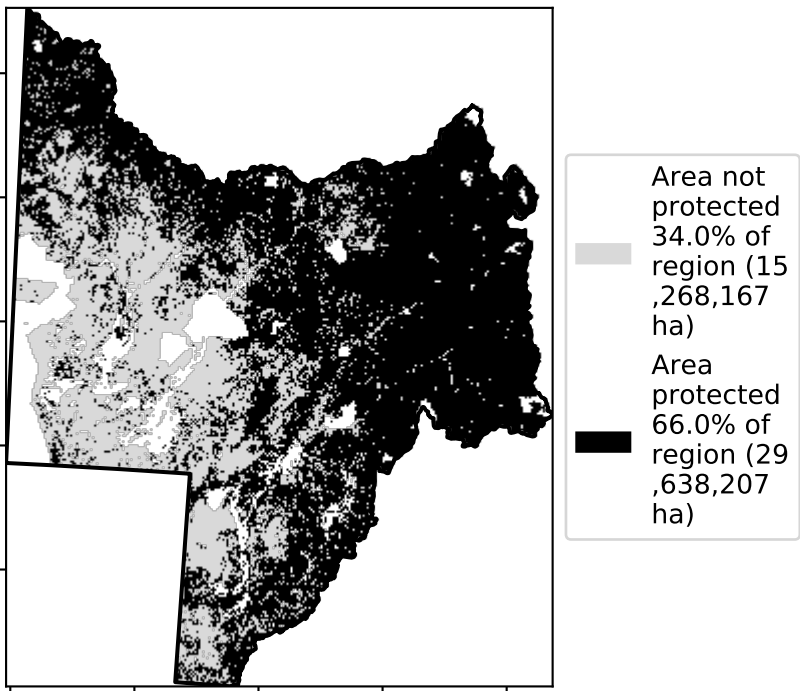 Area not
protected
34.0% of
region (15
,268,167
ha)
Area
protected
66.0% of
region (29
,638,207
ha)